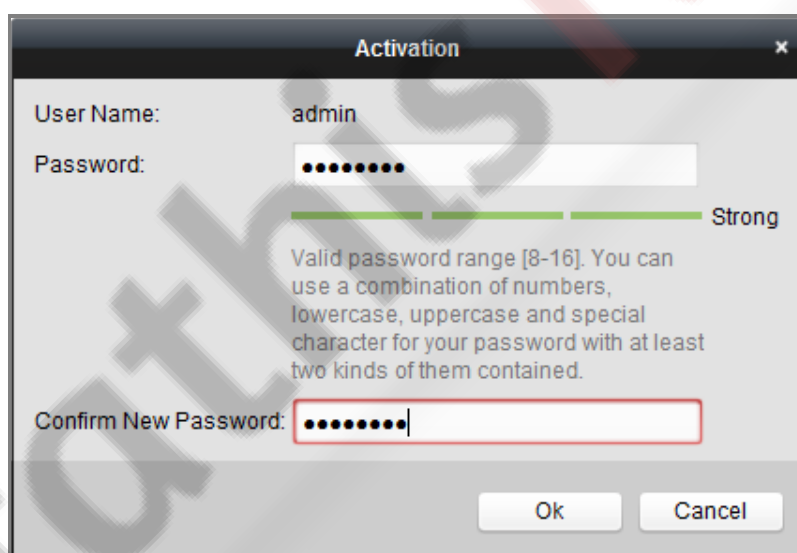 Activation ×
User Name: admin
Password: ●●●●●●●●
Strong
Valid password range [8-16]. You can
use a combination of numbers,
lowercase, uppercase and special
character for your password with at least
two kinds of them contained.
Confirm New Password: ●●●●●●●●
Ok Cancel